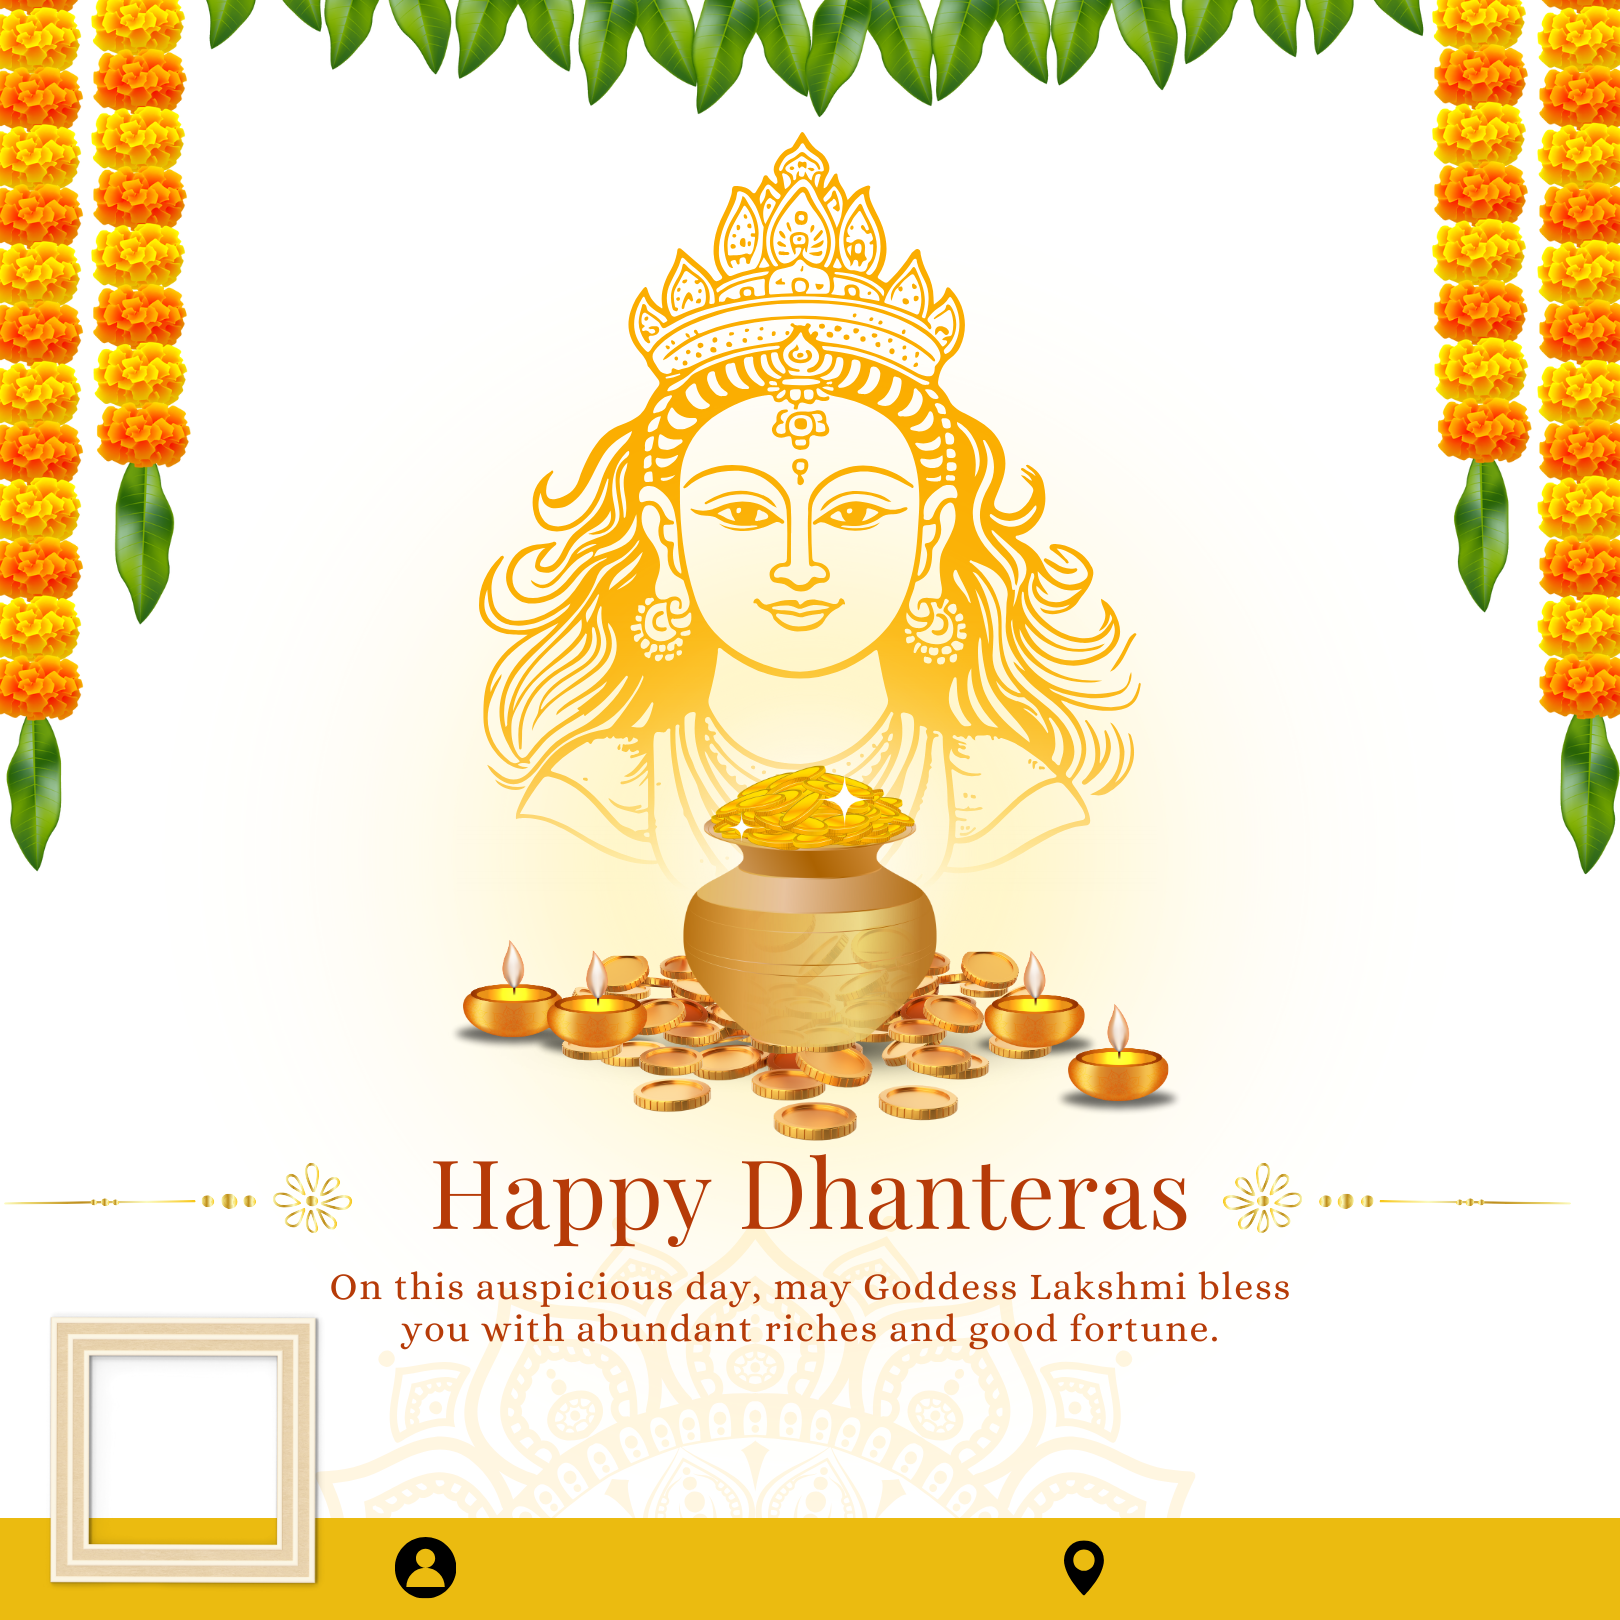 Happy Dhanteras
On this auspicious day, may Goddess Lakshmi bless
you with abundant riches and good fortune.